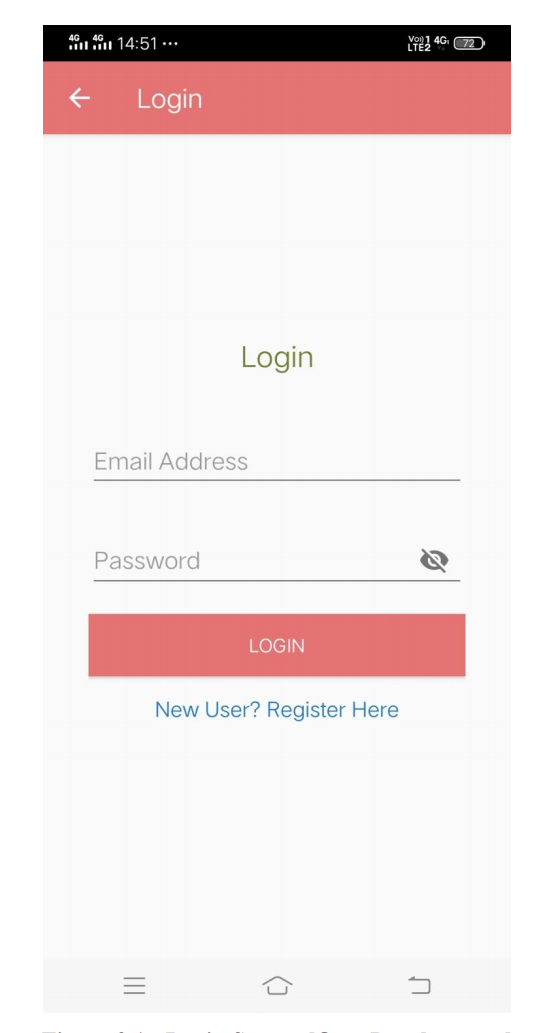 4G 4G 14:51 ···
Vo)) 1 4G
LTE2 72
Login
Login
Email Address
Password
LOGIN
New User? Register Here